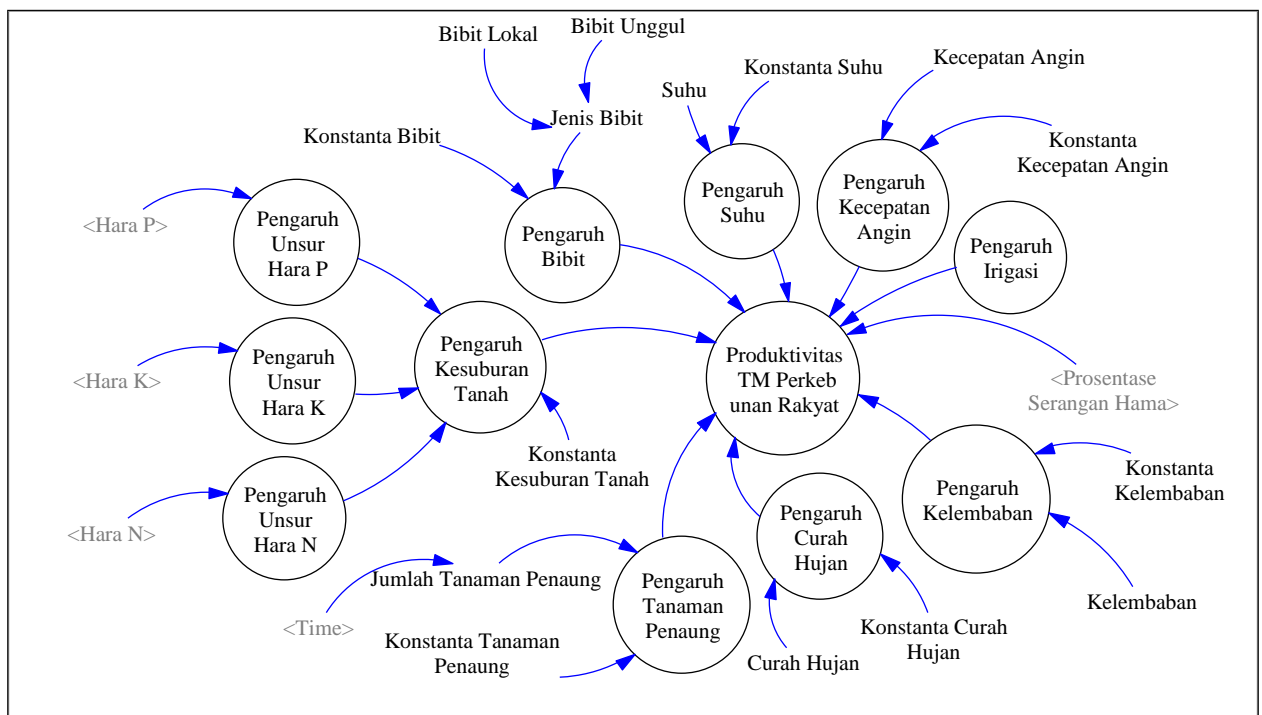 Bibit Lokal
Bibit Unggul
Jenis Bibit
Konstanta Bibit
Suhu
Konstanta Suhu
Kecepatan Angin
Konstanta
Kecepatan Angin
<Hara P>
Pengaruh
Unsur
Hara P
Pengaruh
Bibit
Pengaruh
Suhu
Pengaruh
Kecepatan
Angin
Pengaruh
Irigasi
<Hara K>
Pengaruh
Unsur
Hara K
Pengaruh
Kesuburan
Tanah
Produktivitas
TM Perkeb
unan Rakyat
<Prosentase
Serangan Hama>
Konstanta
Kesuburan Tanah
<Hara N>
Pengaruh
Unsur
Hara N
Pengaruh
Curah
Hujan
Pengaruh
Kelembaban
Konstanta
Kelembaban
Jumlah Tanaman Penaung
<Time>
Konstanta Tanaman
Penaung
Pengaruh
Tanaman
Penaung
Curah Hujan
Konstanta Curah
Hujan
Kelembaban